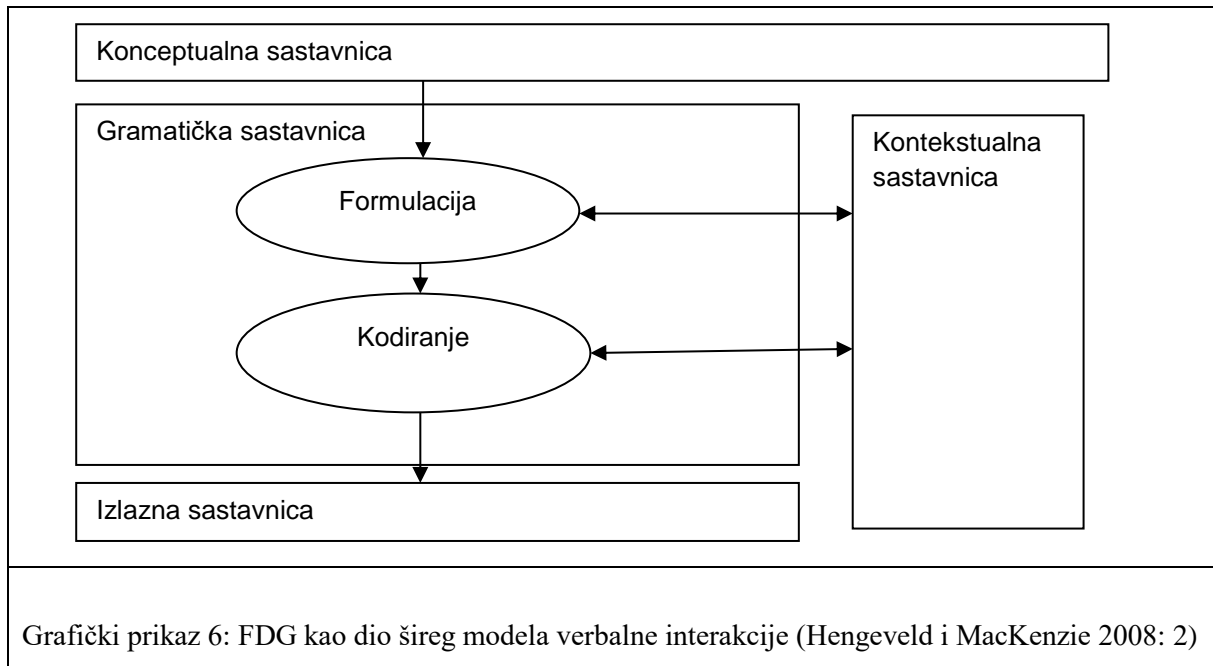 Konceptualna sastavnica
Gramatička sastavnica
Formulacija
Kontekstualna
sastavnica
Kodiranje
Izlazna sastavnica
Grafički prikaz 6: FDG kao dio šireg modela verbalne interakcije (Hengeveld i MacKenzie 2008: 2)